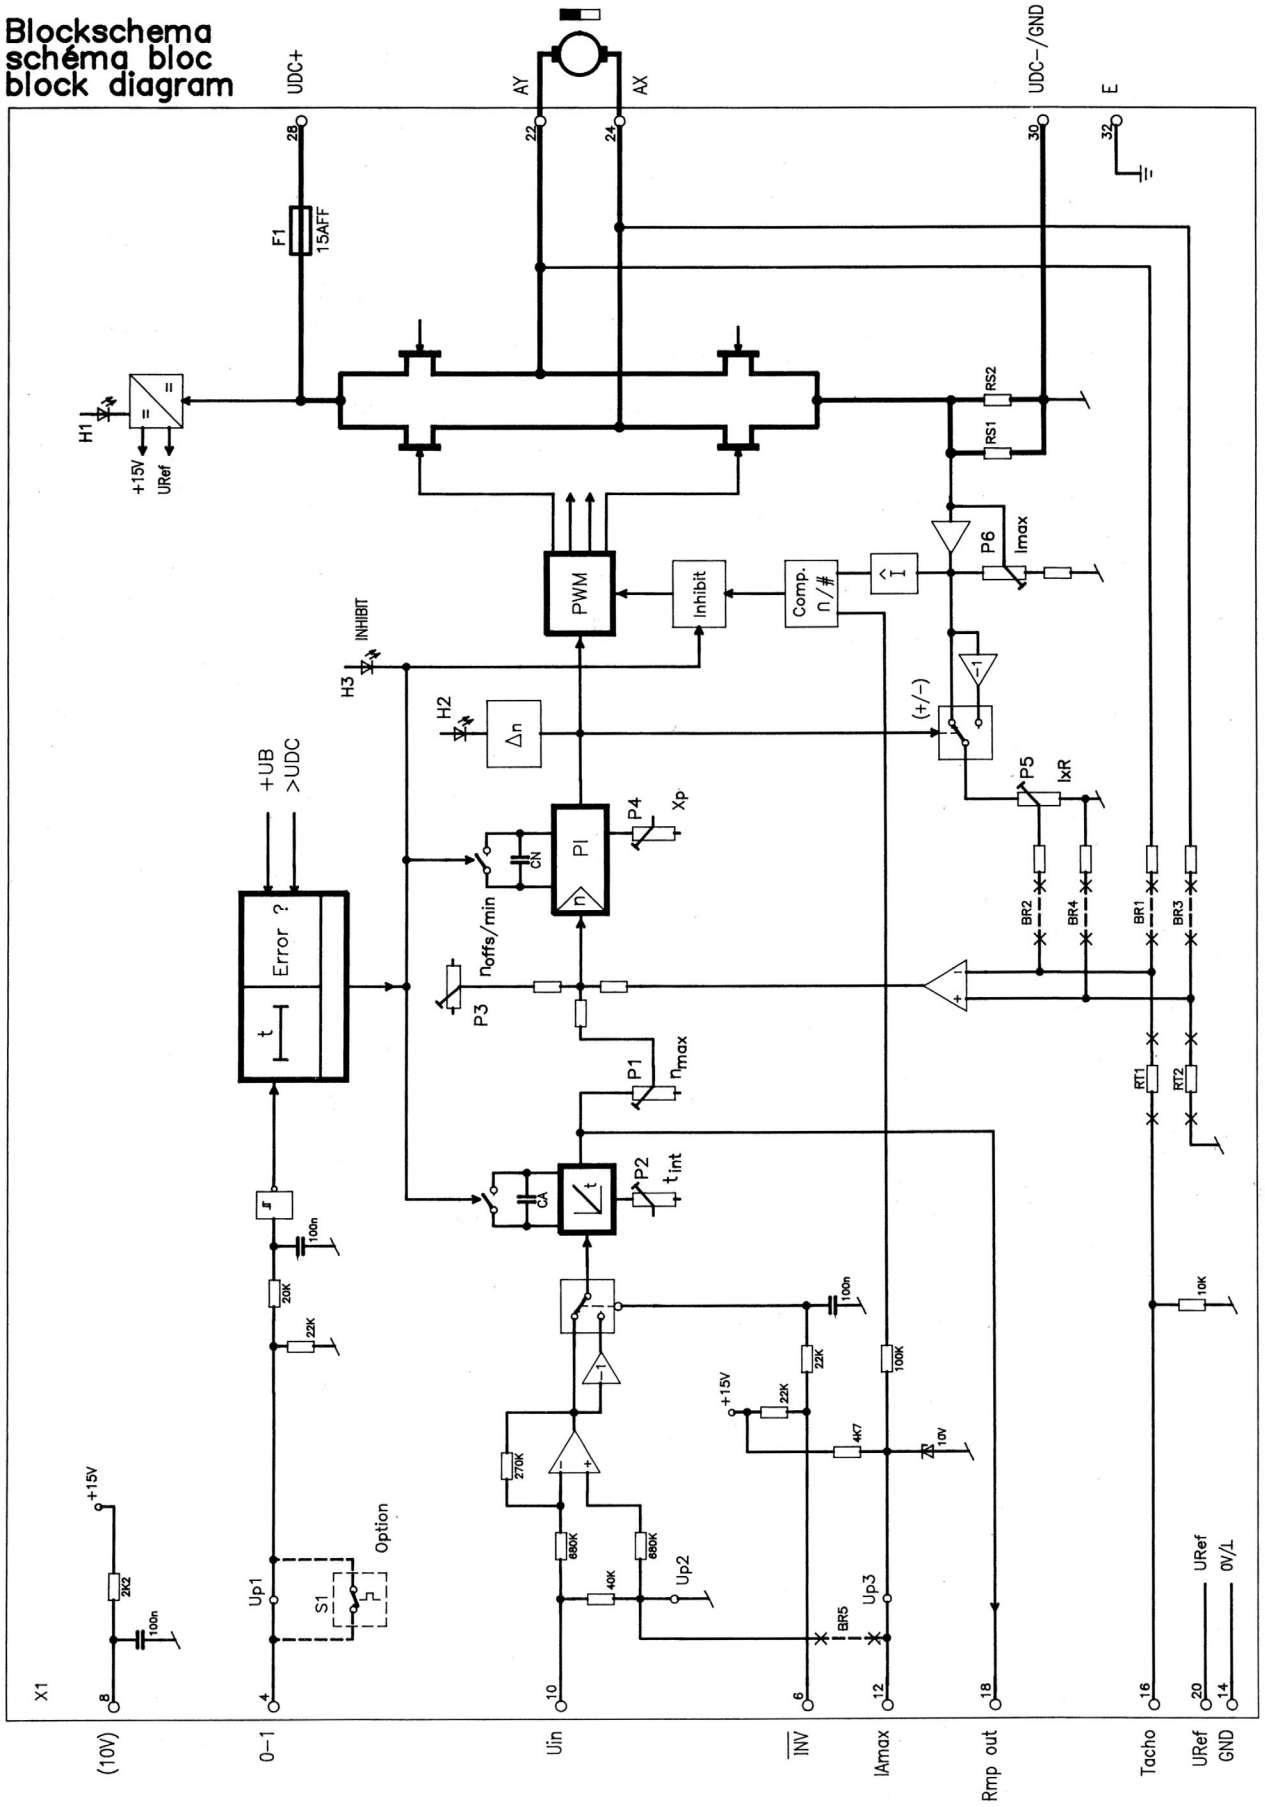 Blockschema
schéma bloc
block diagram
UDC+
AY
AX
UDC-/GND
E
28
22
24
30
32
F1
15AFF
H1
=
=
+15V
URef
RS2
RS1
P6
Imax
Î
Comp.
n/#
Inhibit
PWM
H3
INHIBIT
H2
Δn
(+/-)
-1
P5
IxR
+UB
>UDC
Error ?
t
P4
Xp
PI
n
CN
noffs/min
P3
BR2
BR4
BR1
BR3
-
+
P1
nmax
RT1
RT2
P2
tint
t
CA
100n
20K
22K
100n
22K
100K
10K
-1
+15V
22K
4K7
10V
270K
-
+
680K
680K
40K
Up2
+15V
2K2
100n
Option
S1
Up1
Up3
BR5
URef
0V/⊥
X1
8
4
10
6
12
18
16
20
14
(10V)
0-1
Uin
INV
IAmax
Rmp out
Tacho
URef
GND